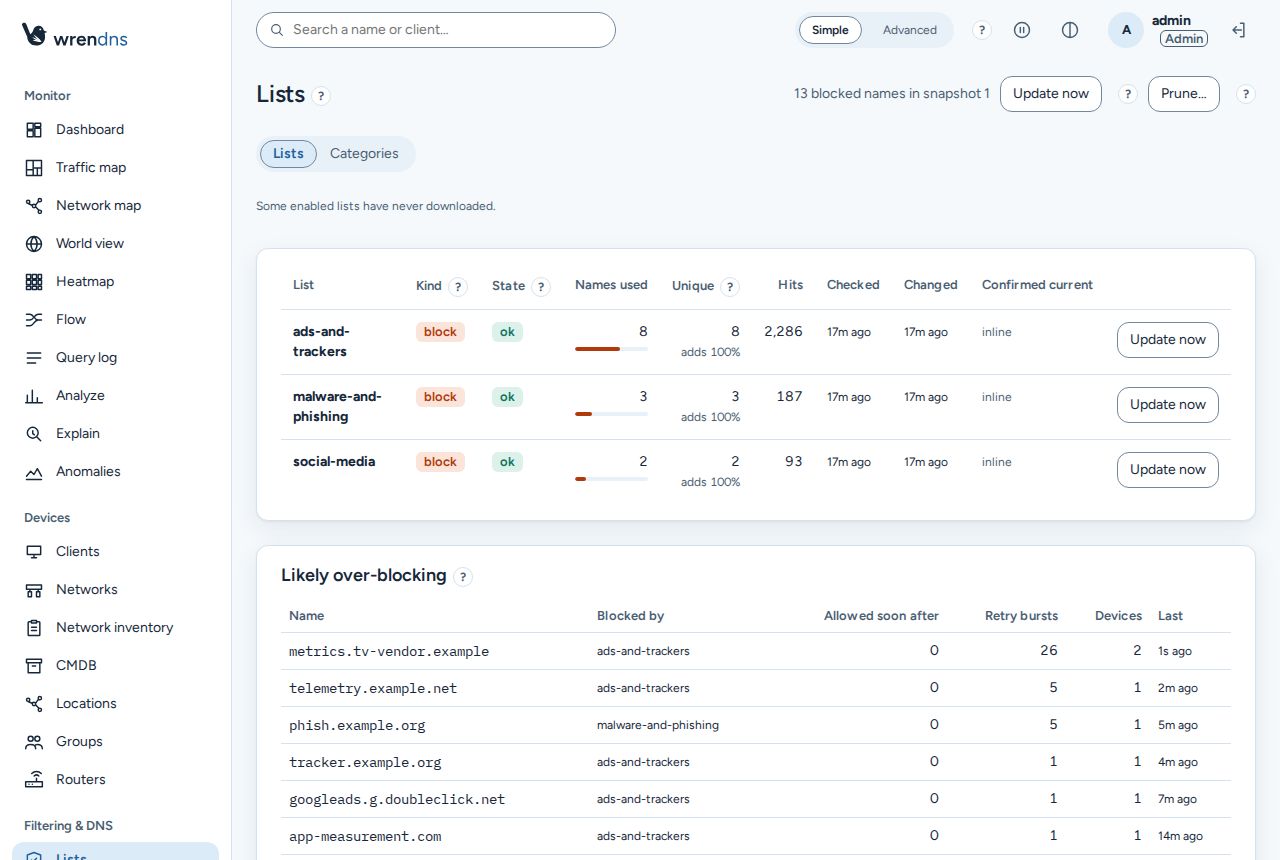 wrendns
Search a name or client...
Simple
Advanced
?
A
admin
Admin
Monitor
Dashboard
Traffic map
Network map
World view
Heatmap
Flow
Query log
Analyze
Explain
Anomalies
Devices
Clients
Networks
Network inventory
CMDB
Locations
Groups
Routers
Filtering & DNS
Lists
Lists ?
13 blocked names in snapshot 1 Update now ? Prune... ?
Lists Categories
Some enabled lists have never downloaded.
List Kind ? State ? Names used Unique ? Hits Checked Changed Confirmed current
ads-and-trackers block ok 8 8 adds 100% 2,286 17m ago 17m ago inline Update now
malware-and-phishing block ok 3 3 adds 100% 187 17m ago 17m ago inline Update now
social-media block ok 2 2 adds 100% 93 17m ago 17m ago inline Update now
Likely over-blocking ?
Name Blocked by Allowed soon after Retry bursts Devices Last
metrics.tv-vendor.example ads-and-trackers 0 26 2 1s ago
telemetry.example.net ads-and-trackers 0 5 1 2m ago
phish.example.org malware-and-phishing 0 5 1 5m ago
tracker.example.org ads-and-trackers 0 1 1 4m ago
googleads.g.doubleclick.net ads-and-trackers 0 1 1 7m ago
app-measurement.com ads-and-trackers 0 1 1 14m ago